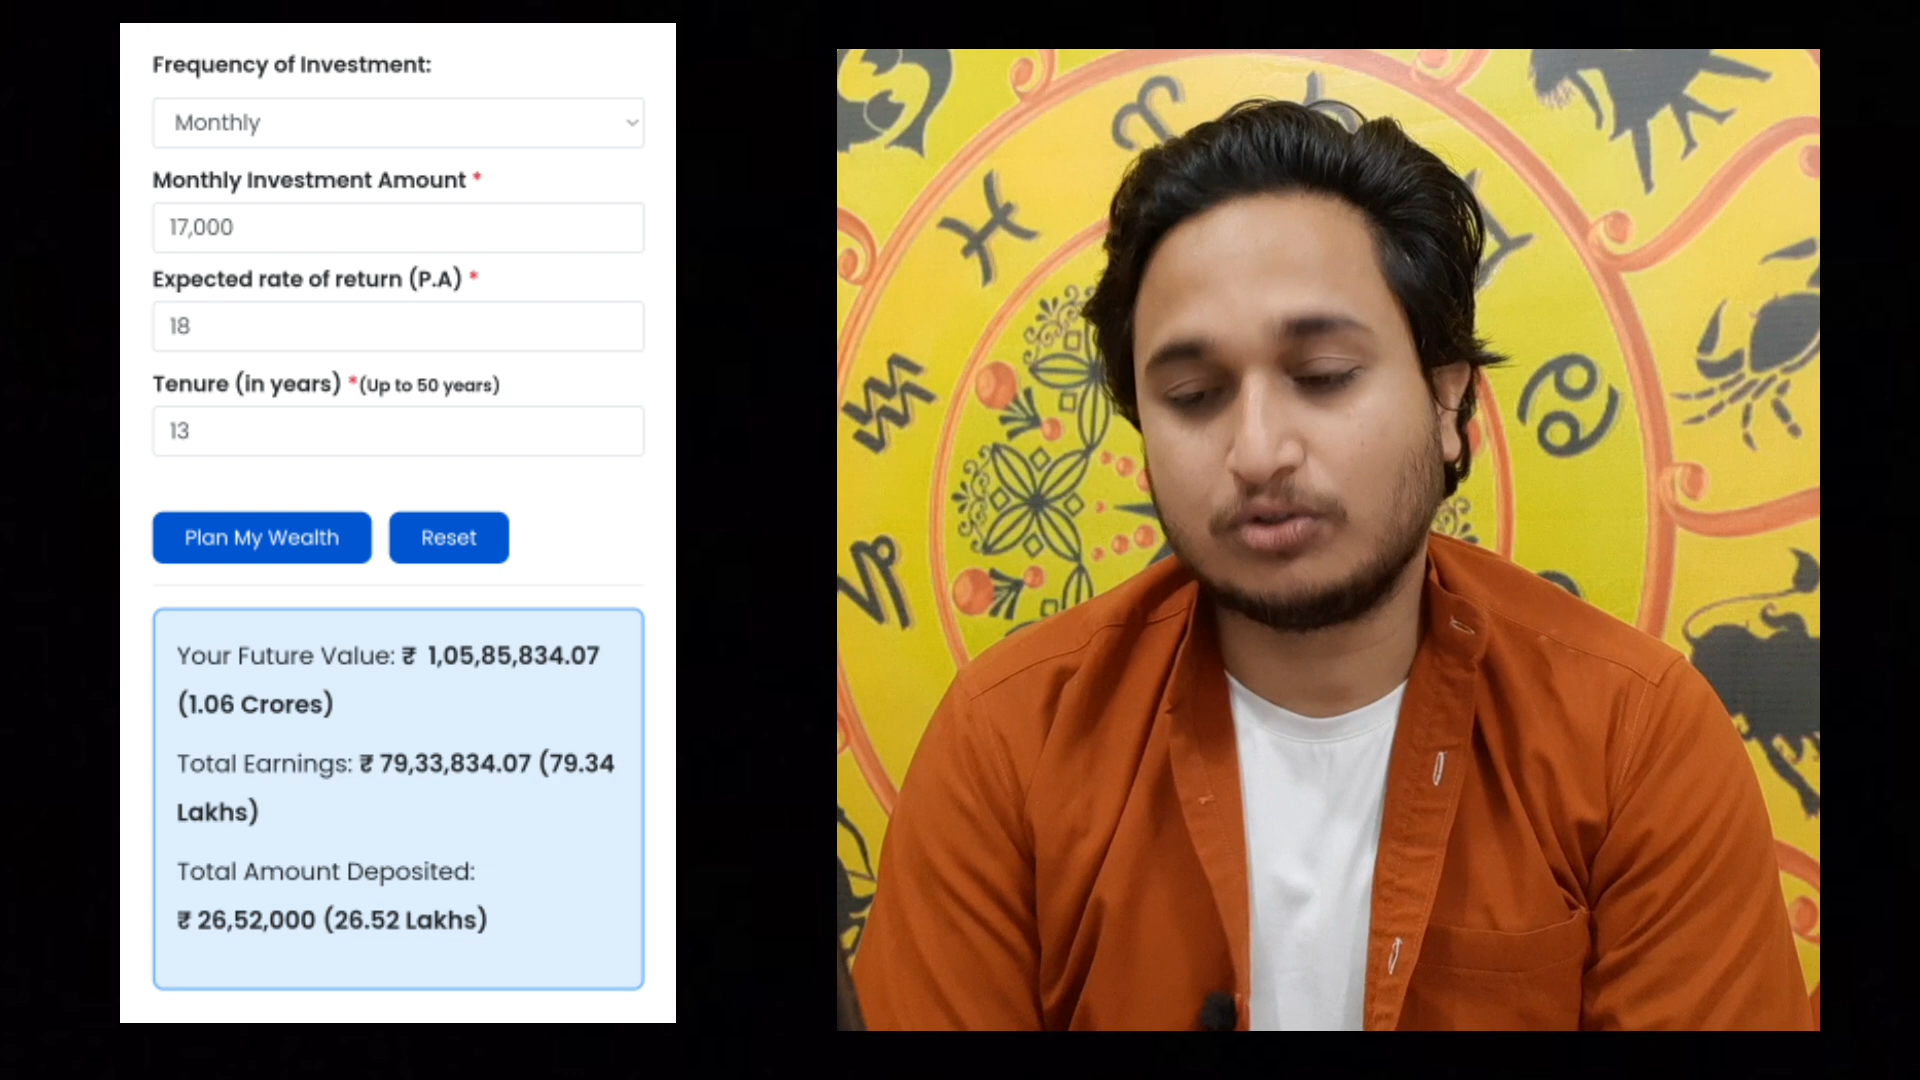 Frequency of Investment:
Monthly
Monthly Investment Amount *
17,000
Expected rate of return (P.A) *
18
Tenure (in years) *(Up to 50 years)
13
Plan My Wealth Reset
Your Future Value: ₹ 1,05,85,834.07
(1.06 Crores)
Total Earnings: ₹ 79,33,834.07 (79.34
Lakhs)
Total Amount Deposited:
₹ 26,52,000 (26.52 Lakhs)